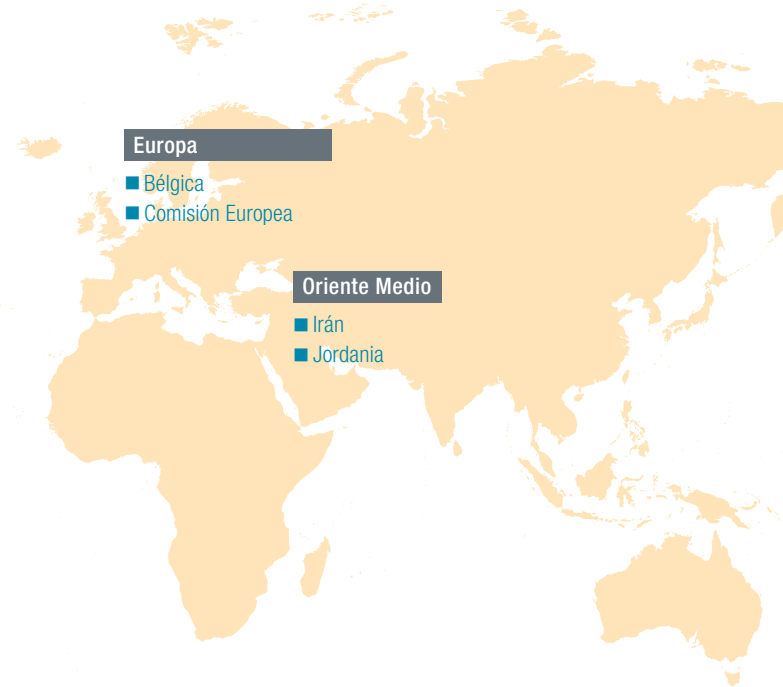 Europa
Bélgica
Comisión Europea
Oriente Medio
Irán
Jordania